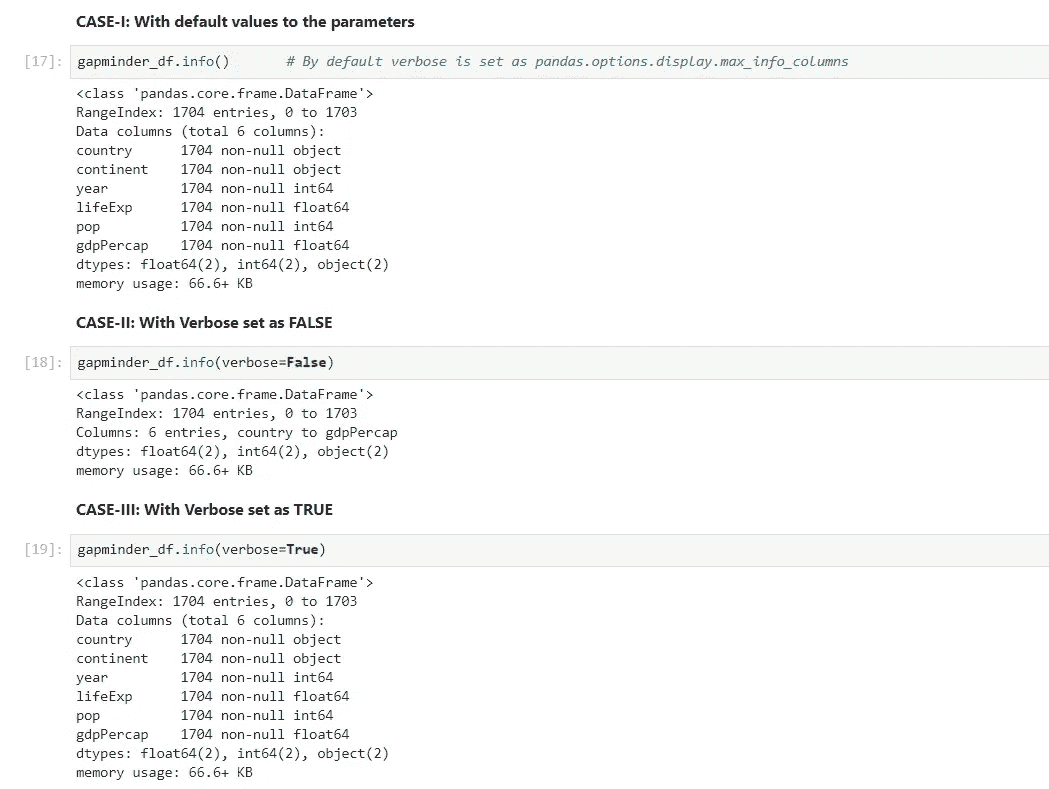 CASE-I: With default values to the parameters
[17]: gapminder_df.info()       # By default verbose is set as pandas.options.display.max_info_columns
<class 'pandas.core.frame.DataFrame'>
RangeIndex: 1704 entries, 0 to 1703
Data columns (total 6 columns):
country      1704 non-null object
continent    1704 non-null object
year         1704 non-null int64
lifeExp      1704 non-null float64
pop          1704 non-null int64
gdpPercap    1704 non-null float64
dtypes: float64(2), int64(2), object(2)
memory usage: 66.6+ KB
CASE-II: With Verbose set as FALSE
[18]: gapminder_df.info(verbose=False)
<class 'pandas.core.frame.DataFrame'>
RangeIndex: 1704 entries, 0 to 1703
Columns: 6 entries, country to gdpPercap
dtypes: float64(2), int64(2), object(2)
memory usage: 66.6+ KB
CASE-III: With Verbose set as TRUE
[19]: gapminder_df.info(verbose=True)
<class 'pandas.core.frame.DataFrame'>
RangeIndex: 1704 entries, 0 to 1703
Data columns (total 6 columns):
country      1704 non-null object
continent    1704 non-null object
year         1704 non-null int64
lifeExp      1704 non-null float64
pop          1704 non-null int64
gdpPercap    1704 non-null float64
dtypes: float64(2), int64(2), object(2)
memory usage: 66.6+ KB